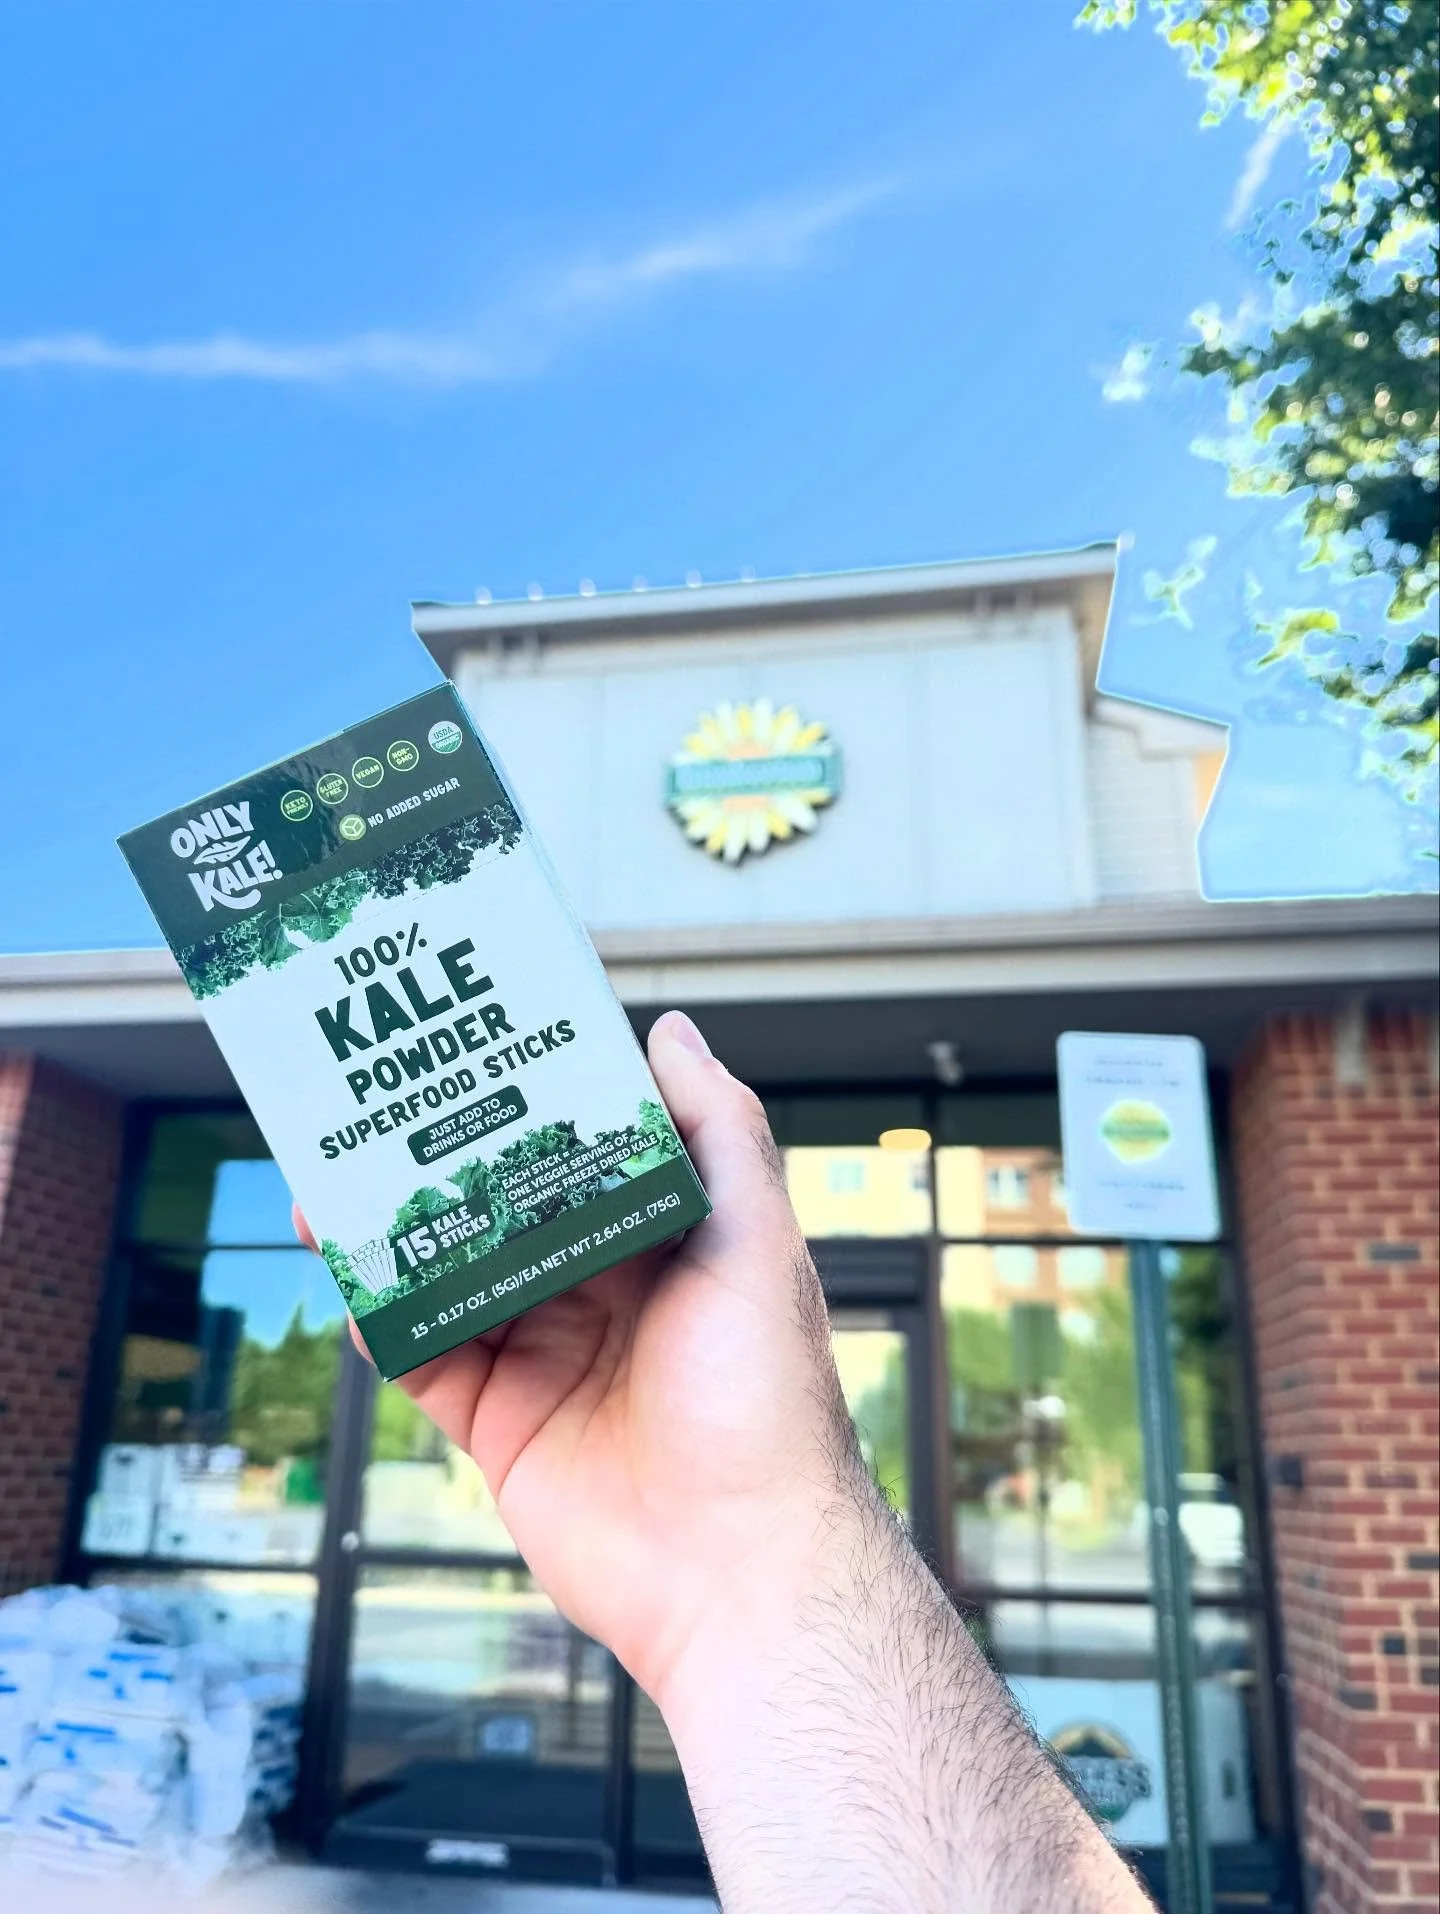 ONLY
KALE!
KETO
FRIENDLY
GLUTEN
FREE
VEGAN
NON-
GMO
USDA
ORGANIC
NO ADDED SUGAR
100%
KALE
POWDER
SUPERFOOD STICKS
JUST ADD TO
DRINKS OR FOOD
EACH STICK =
ONE VEGGIE SERVING OF
ORGANIC FREEZE DRIED KALE
15 KALE
STICKS
15 - 0.17 OZ. (5G)/EA NET WT 2.64 OZ. (75G)